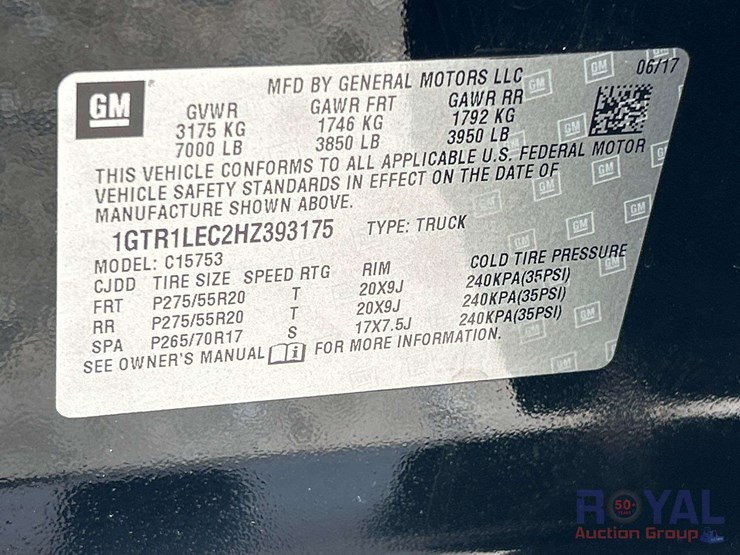 GM
MFD BY GENERAL MOTORS LLC 06/17
GVWR GAWR FRT GAWR RR
3175 KG 1746 KG 1792 KG
7000 LB 3850 LB 3950 LB
THIS VEHICLE CONFORMS TO ALL APPLICABLE U.S. FEDERAL MOTOR
VEHICLE SAFETY STANDARDS IN EFFECT ON THE DATE OF
MANUFACTURE SHOWN ABOVE.
1GTR1LEC2HZ393175 TYPE: TRUCK
MODEL: C15753
CJDD TIRE SIZE SPEED RTG RIM COLD TIRE PRESSURE
FRT P275/55R20 T 20X9J 240KPA(35PSI)
RR P275/55R20 T 20X9J 240KPA(35PSI)
SPA P265/70R17 S 17X7.5J 240KPA(35PSI)
SEE OWNER'S MANUAL FOR MORE INFORMATION.
ROYAL
50
Auction Group